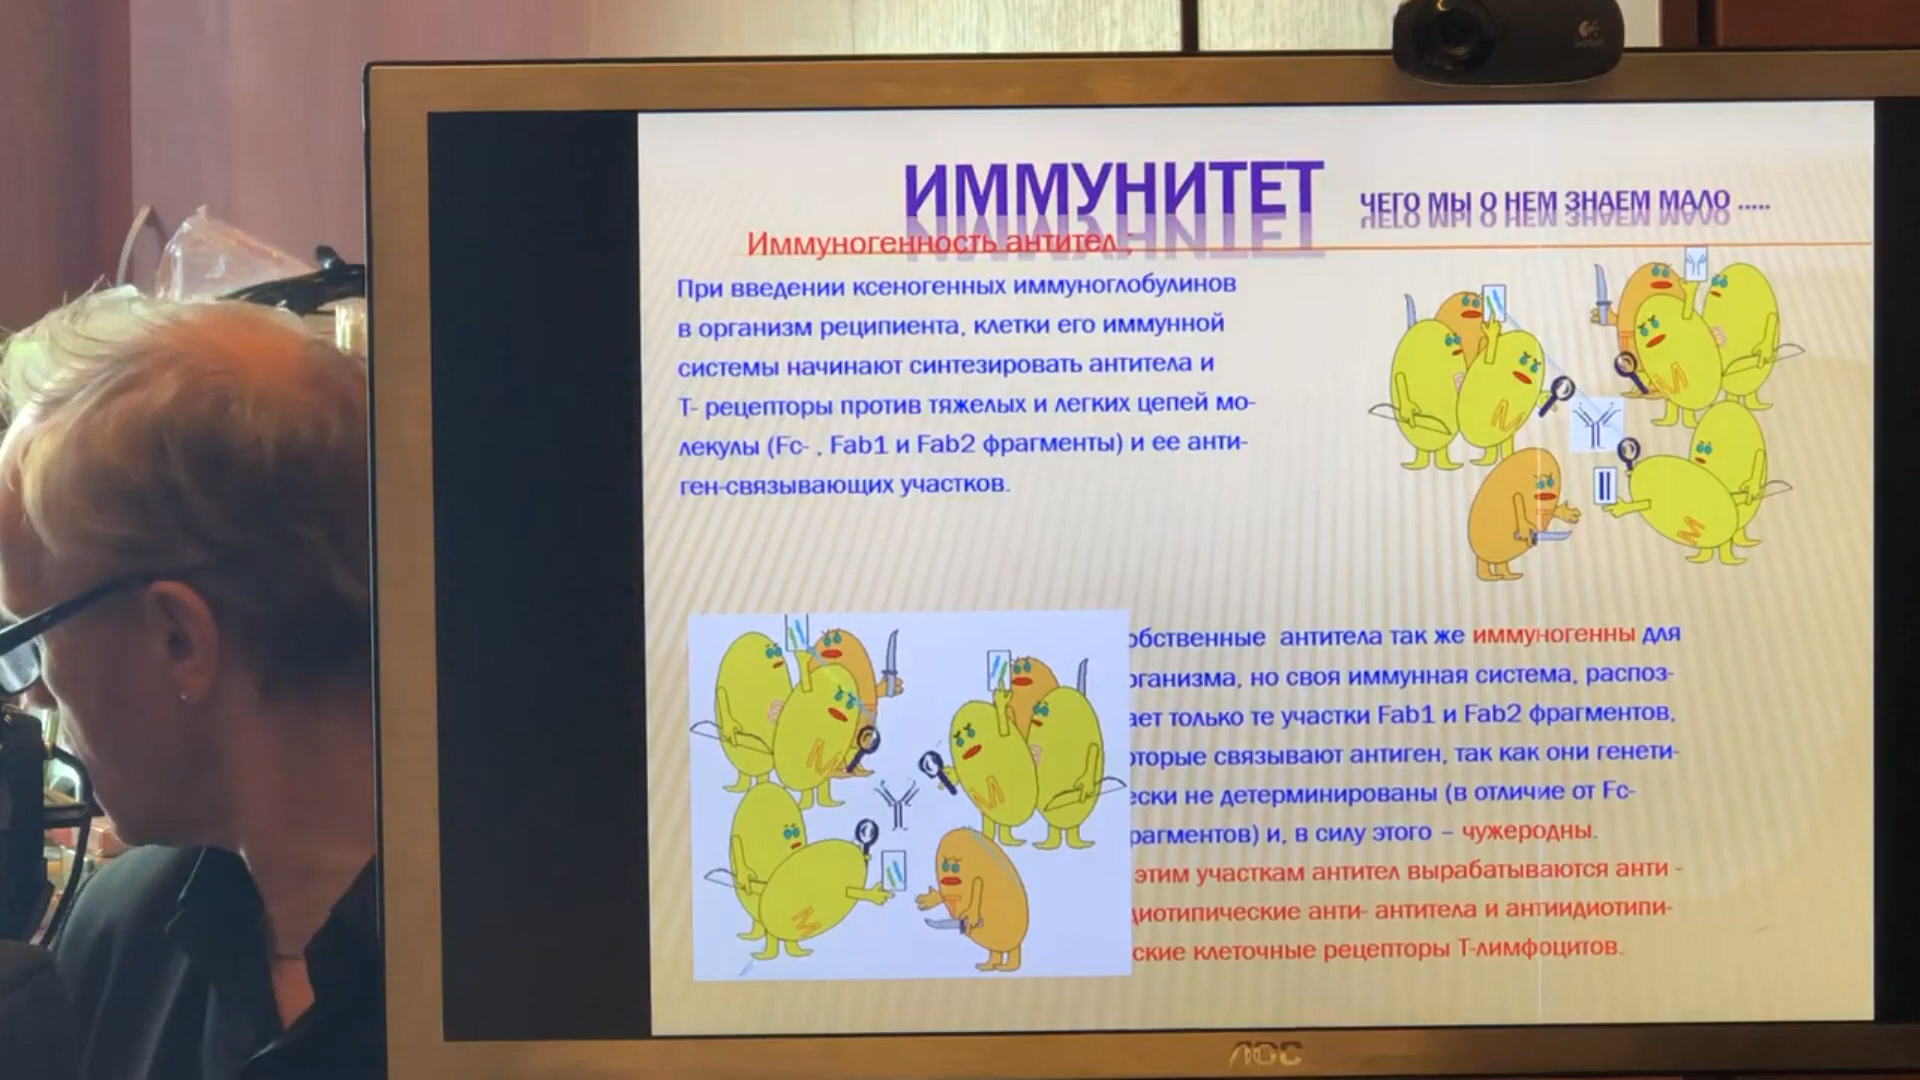 ИММУНИТЕТ ЧЕГО МЫ О НЕМ ЗНАЕМ МАЛО .....
Иммуногенность антител :
При введении ксеногенных иммуноглобулинов
в организм реципиента, клетки его иммунной
системы начинают синтезировать антитела и
Т- рецепторы против тяжелых и легких цепей мо-
лекулы (Fc- , Fab1 и Fab2 фрагменты) и ее анти-
ген-связывающих участков.
обственные антитела так же иммуногенны для
рганизма, но своя иммунная система, распоз-
ает только те участки Fab1 и Fab2 фрагментов,
оторые связывают антиген, так как они генети-
ески не детерминированы (в отличие от Fc-
рагментов) и, в силу этого – чужеродны.
этим участкам антител вырабатываются анти -
диотипические анти- антитела и антиидиотипи-
ские клеточные рецепторы Т-лимфоцитов.
M
M
M
T
M
M
M
T
AOC